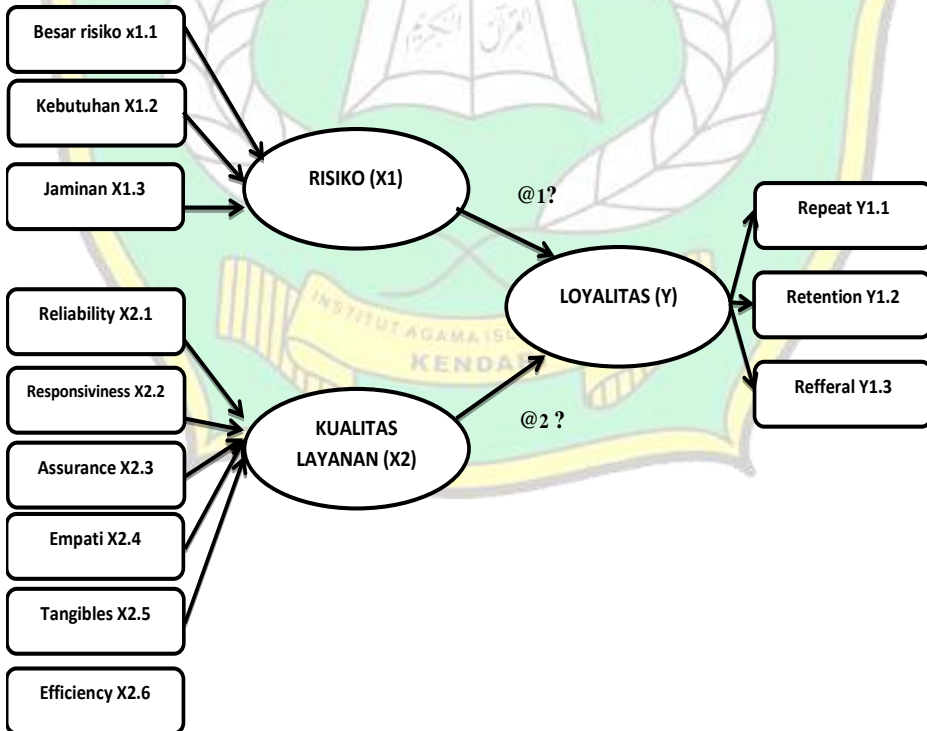 Besar risiko x1.1
Kebutuhan X1.2
Jaminan X1.3
RISIKO (X1)
@1?
Repeat Y1.1
LOYALITAS (Y)
Retention Y1.2
Refferal Y1.3
Reliability X2.1
Responsiviness X2.2
Assurance X2.3
Empati X2.4
Tangibles X2.5
Efficiency X2.6
KUALITAS
LAYANAN (X2)
@2 ?
INSTITUT AGAMA